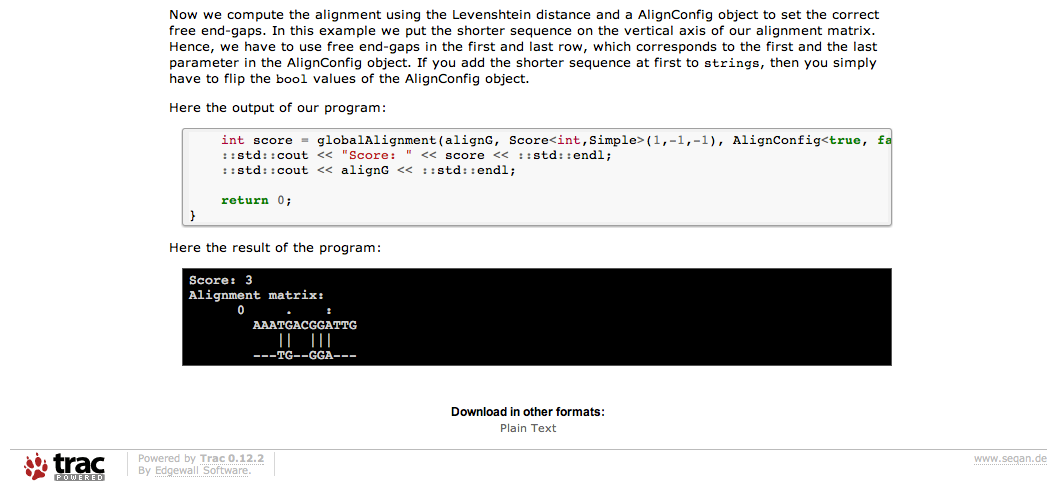 Now we compute the alignment using the Levenshtein distance and a AlignConfig object to set the correct
free end-gaps. In this example we put the shorter sequence on the vertical axis of our alignment matrix.
Hence, we have to use free end-gaps in the first and last row, which corresponds to the first and the last
parameter in the AlignConfig object. If you add the shorter sequence at first to strings, then you simply
have to flip the bool values of the AlignConfig object.
Here the output of our program:
int score = globalAlignment(alignG, Score<int,Simple>(1,-1,-1), AlignConfig<true, fa
::std::cout << "Score: " << score << ::std::endl;
::std::cout << alignG << ::std::endl;
return 0;
}
Here the result of the program:
Score: 3
Alignment matrix:
0 . :
AAATGACGGATTG
|| |||
---TG--GGA---
Download in other formats:
Plain Text
trac POWERED
Powered by Trac 0.12.2
By Edgewall Software.
www.seqan.de